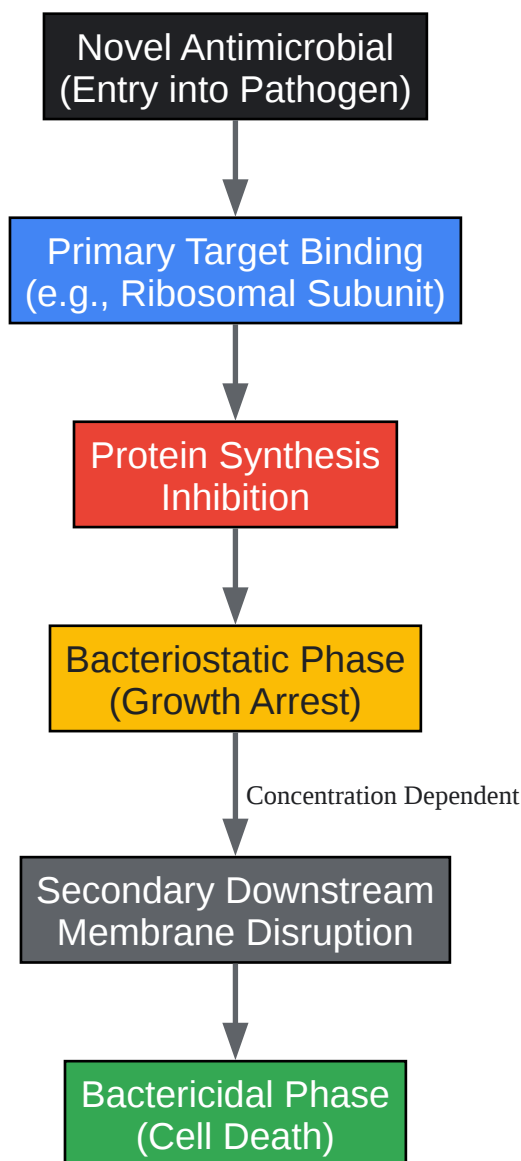 Novel Antimicrobial
(Entry into Pathogen)
Primary Target Binding
(e.g., Ribosomal Subunit)
Protein Synthesis
Inhibition
Bacteriostatic Phase
(Growth Arrest)
Concentration Dependent
Secondary Downstream
Membrane Disruption
Bactericidal Phase
(Cell Death)